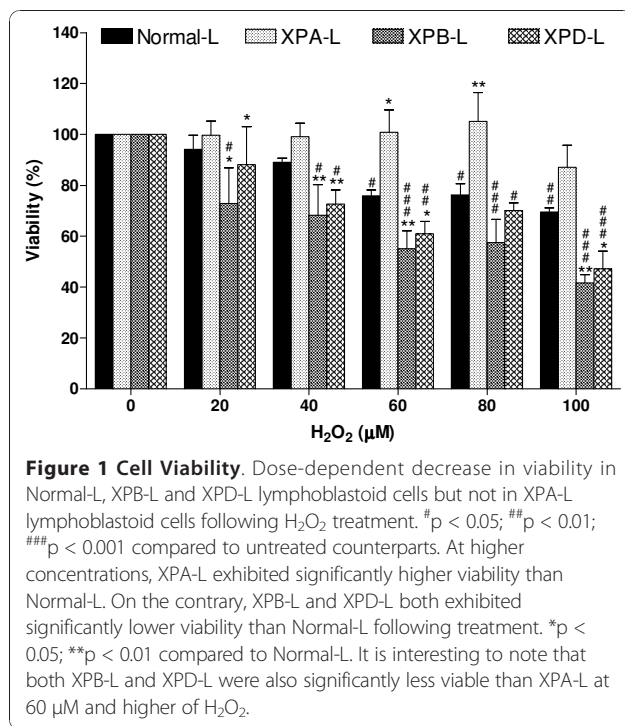 140
Normal-L XPA-L XPB-L XPD-L
120
100
80
60
40
20
0
Viability (%)
#
*
*
#
**
#
**
#
*
#
#
#
**
#
#
*
#
**
#
#
#
#
#
#
#
#
#
**
#
#
#
*
0 20 40 60 80 100
H₂O₂ (µM)
Figure 1 Cell Viability. Dose-dependent decrease in viability in
Normal-L, XPB-L and XPD-L lymphoblastoid cells but not in XPA-L
lymphoblastoid cells following H₂O₂ treatment. #p < 0.05; ##p < 0.01;
###p < 0.001 compared to untreated counterparts. At higher
concentrations, XPA-L exhibited significantly higher viability than
Normal-L. On the contrary, XPB-L and XPD-L both exhibited
significantly lower viability than Normal-L following treatment. *p <
0.05; **p < 0.01 compared to Normal-L. It is interesting to note that
both XPB-L and XPD-L were also significantly less viable than XPA-L at
60 µM and higher of H₂O₂.